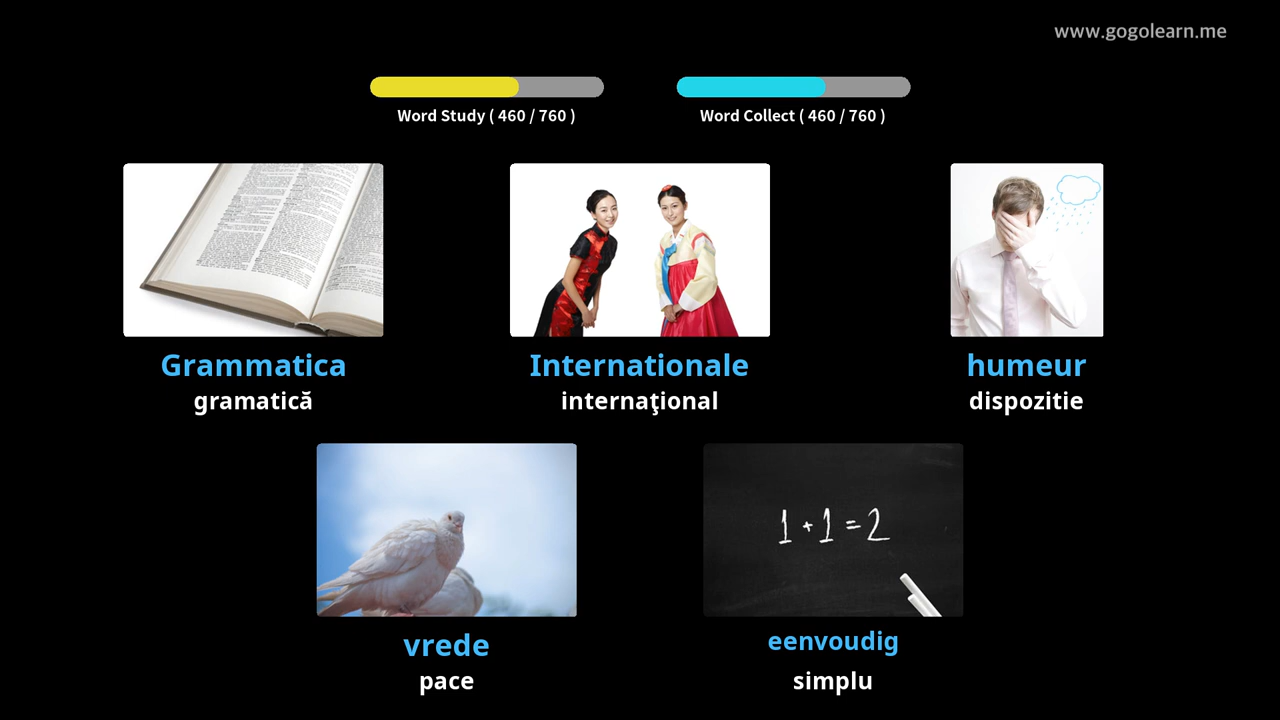 www.gogolearn.me
Word Study ( 460 / 760 )
Word Collect ( 460 / 760 )
Grammatica
gramatică
Internationale
internaţional
humeur
dispozitie
1 + 1 = 2
vrede
pace
eenvoudig
simplu